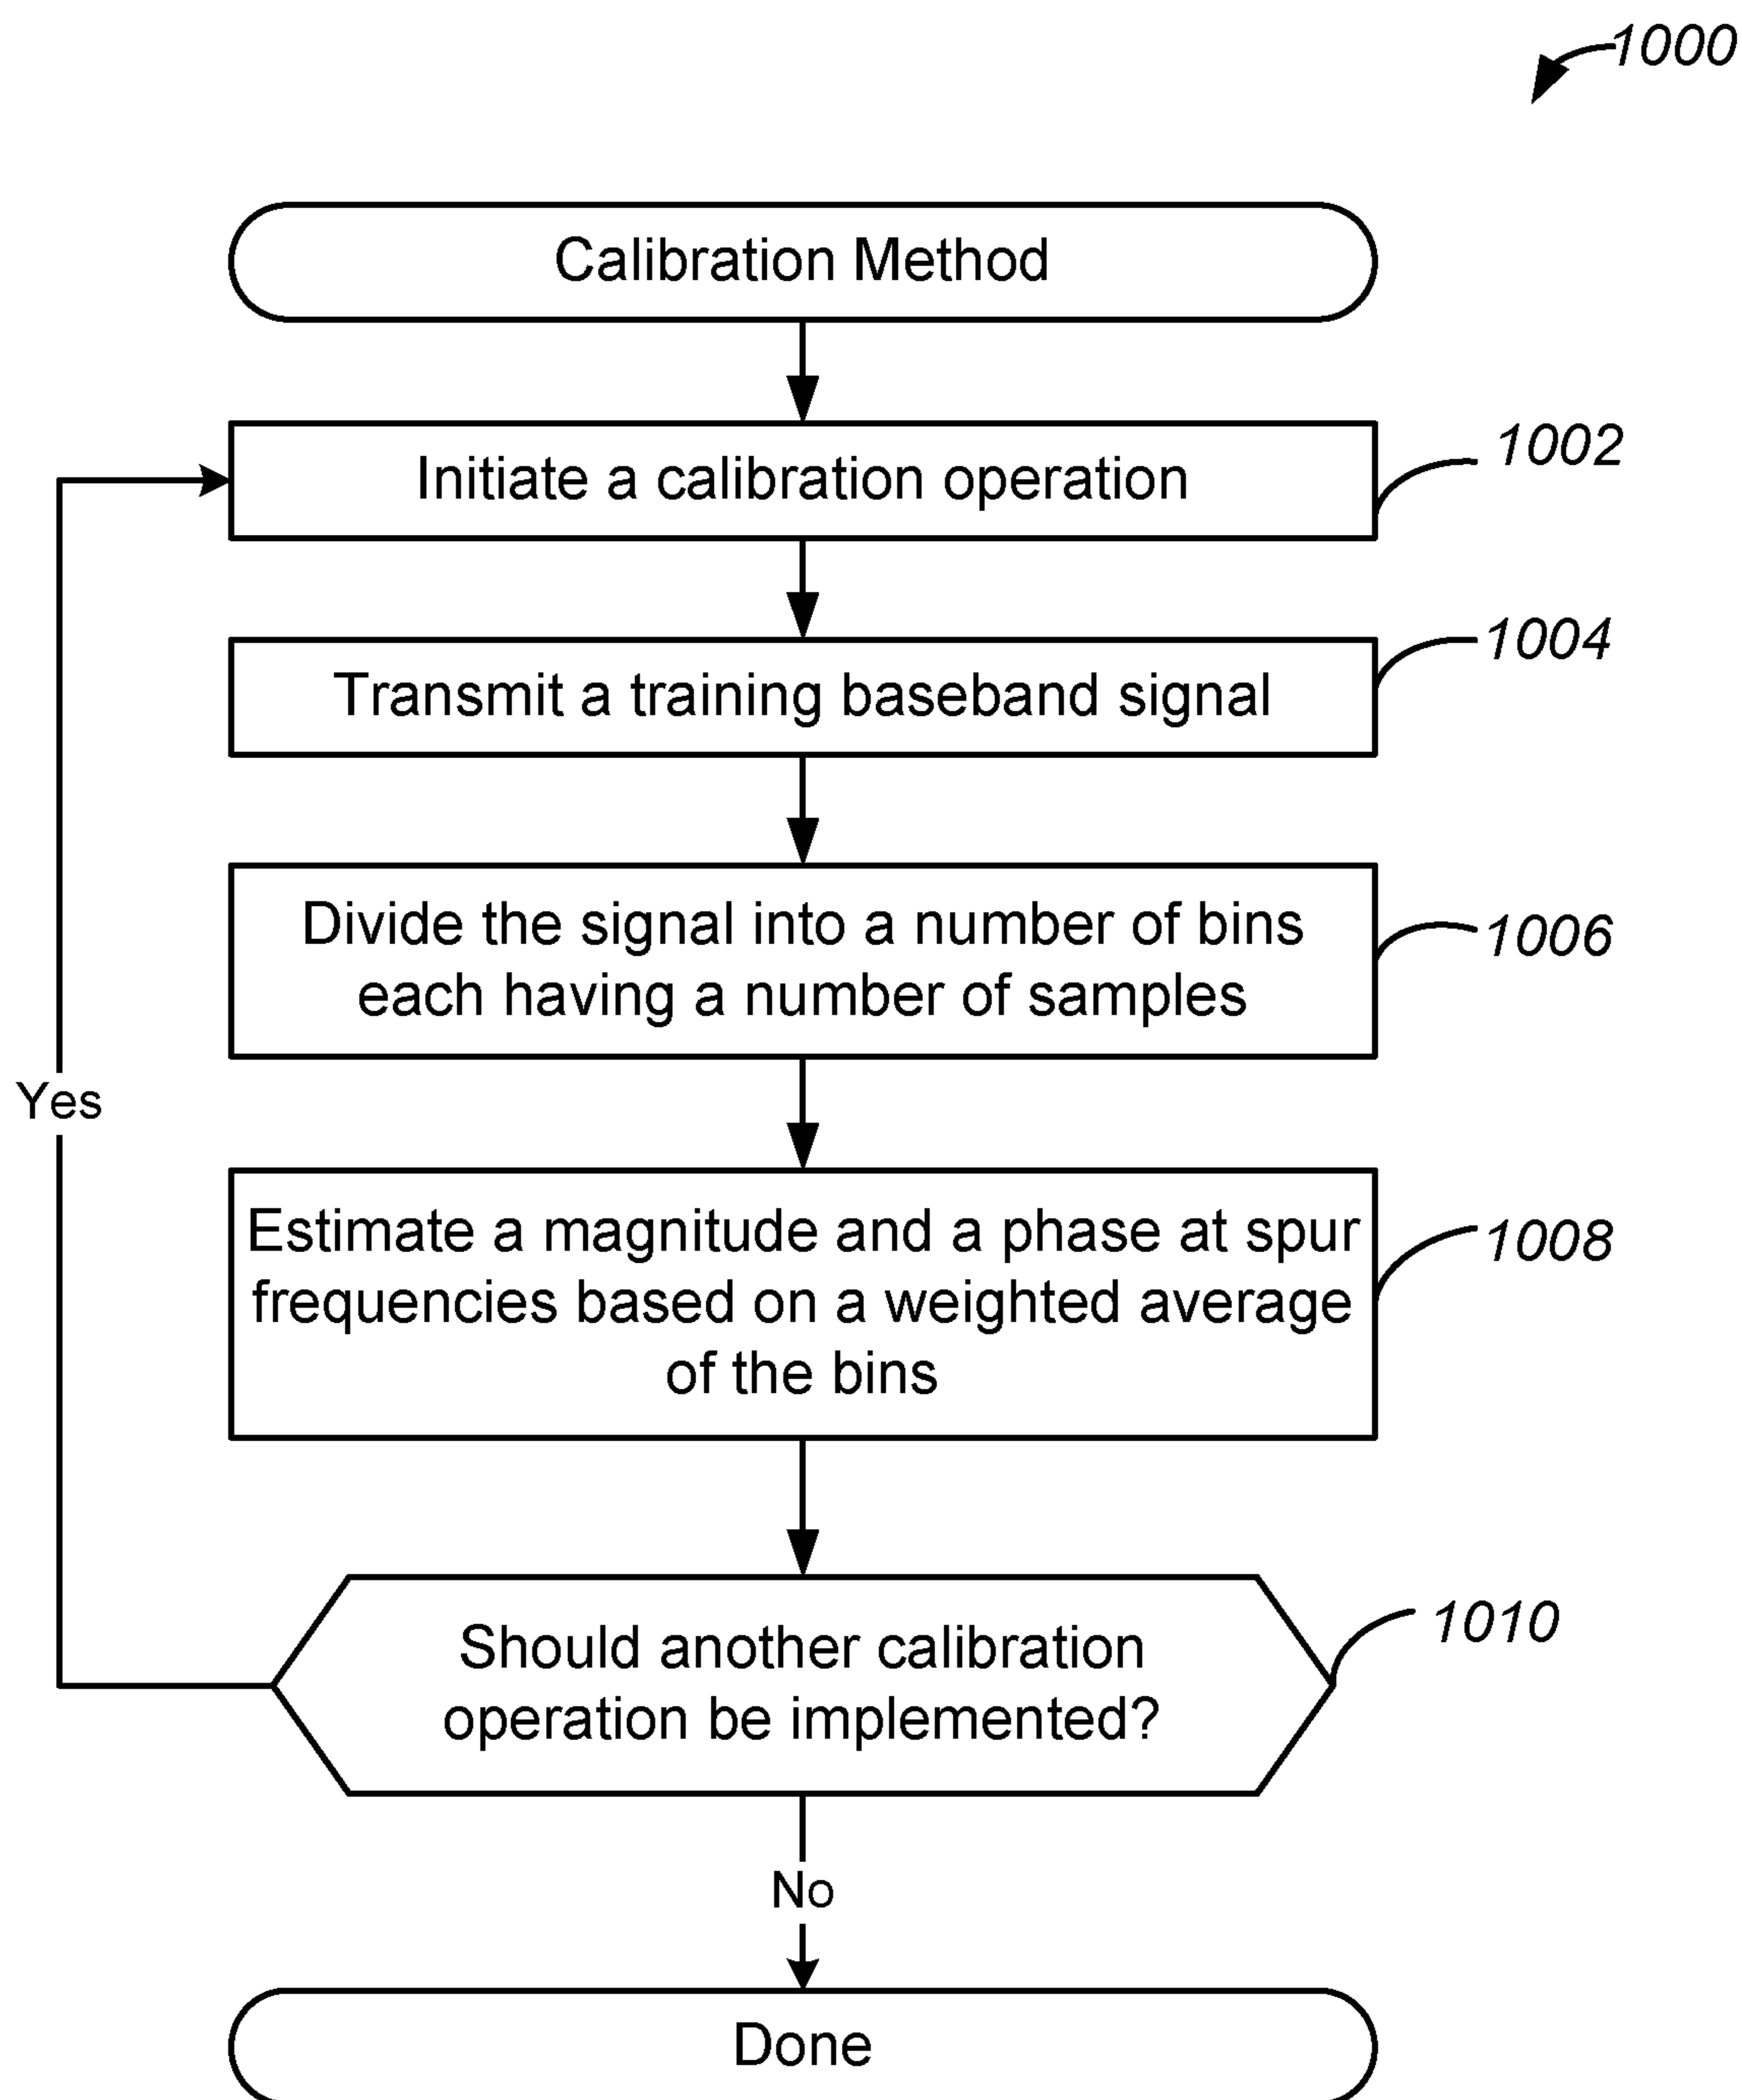 1000
Calibration Method
Initiate a calibration operation
1002
Transmit a training baseband signal
1004
Divide the signal into a number of bins
each having a number of samples
1006
Yes
Estimate a magnitude and a phase at spur
frequencies based on a weighted average
of the bins
1008
Should another calibration
operation be implemented?
1010
No
Done